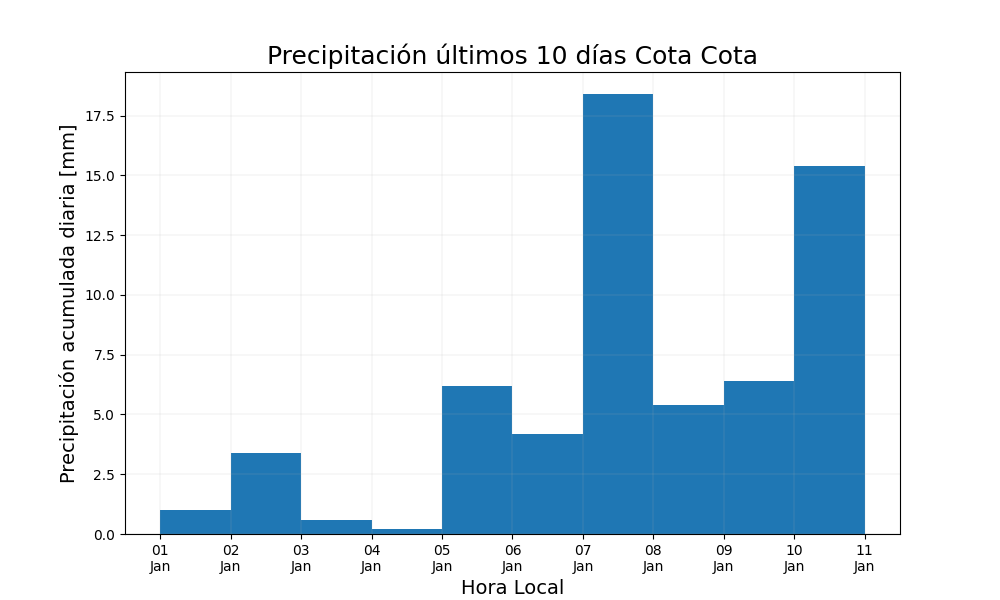 Precipitación últimos 10 días Cota Cota
Precipitación acumulada diaria [mm]
17.5
15.0
12.5
10.0
7.5
5.0
2.5
0.0
01 02 03 04 05 06 07 08 09 10 11
Jan Jan Jan Jan Jan Jan Jan Jan Jan Jan Jan
Hora Local